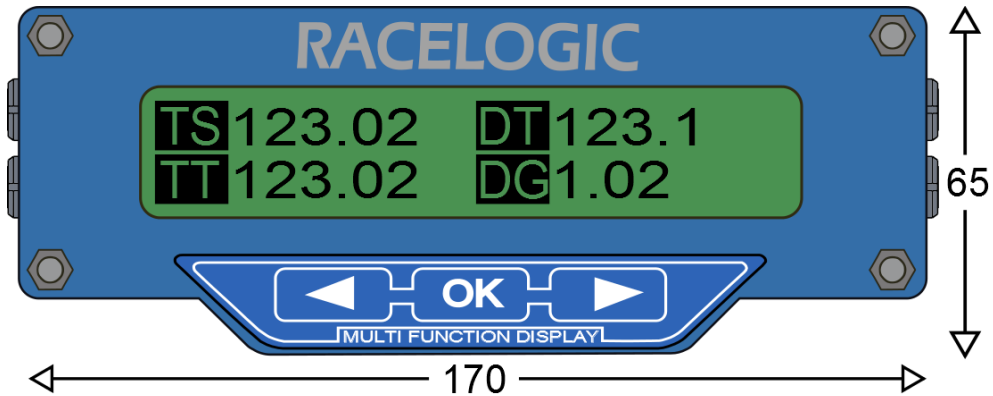 RACELOGIC
TS123.02 DT123.1
TT123.02 DG1.02
65
OK
MULTI FUNCTION DISPLAY
170